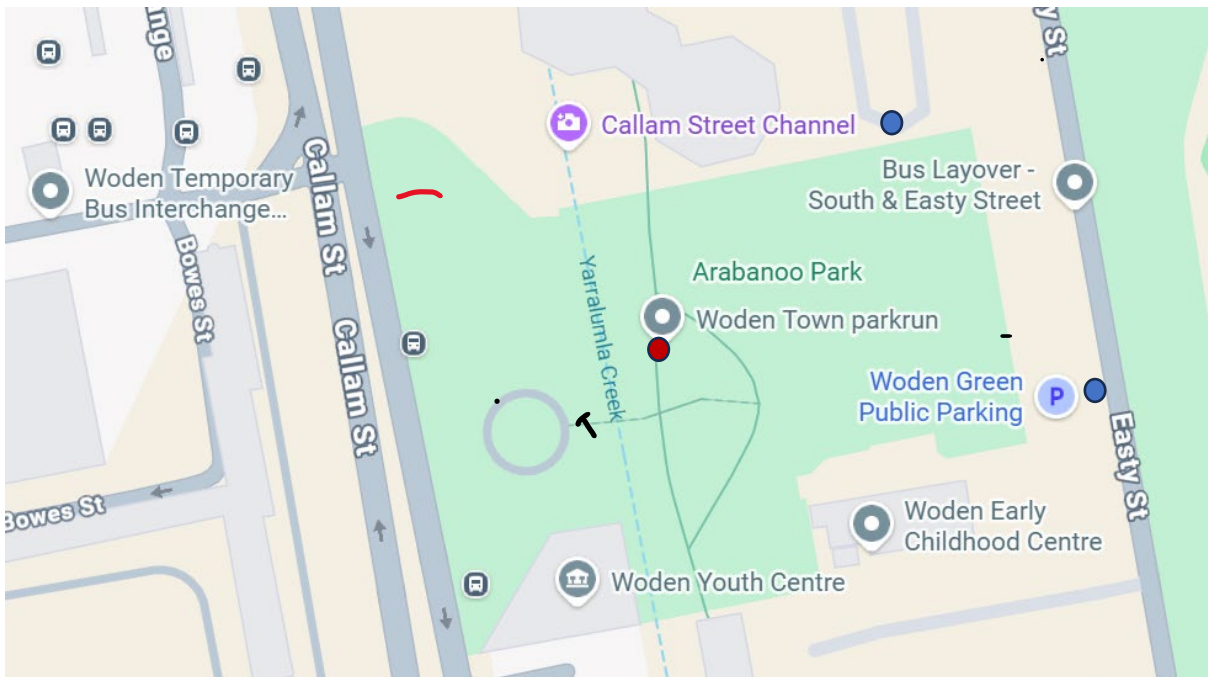 ange
y St
Callam Street Channel
Woden Temporary
Bus Interchange...
Bus Layover -
South & Easty Street
Callam St
Bowes St
Yarralumla Creek
Arabanoo Park
Woden Town parkrun
Callam St
Woden Green
Public Parking
P
Easty St
Bowes St
Woden Early
Childhood Centre
Woden Youth Centre